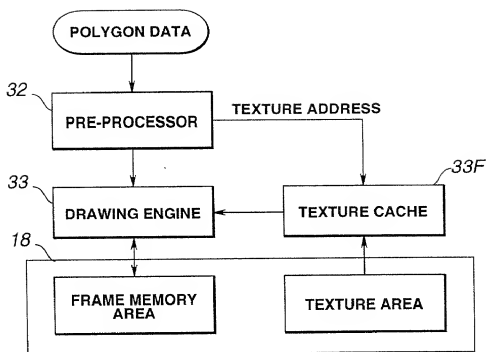 POLYGON DATA
32
PRE-PROCESSOR
TEXTURE ADDRESS
33
DRAWING ENGINE
33F
TEXTURE CACHE
18
FRAME MEMORY
AREA
TEXTURE AREA